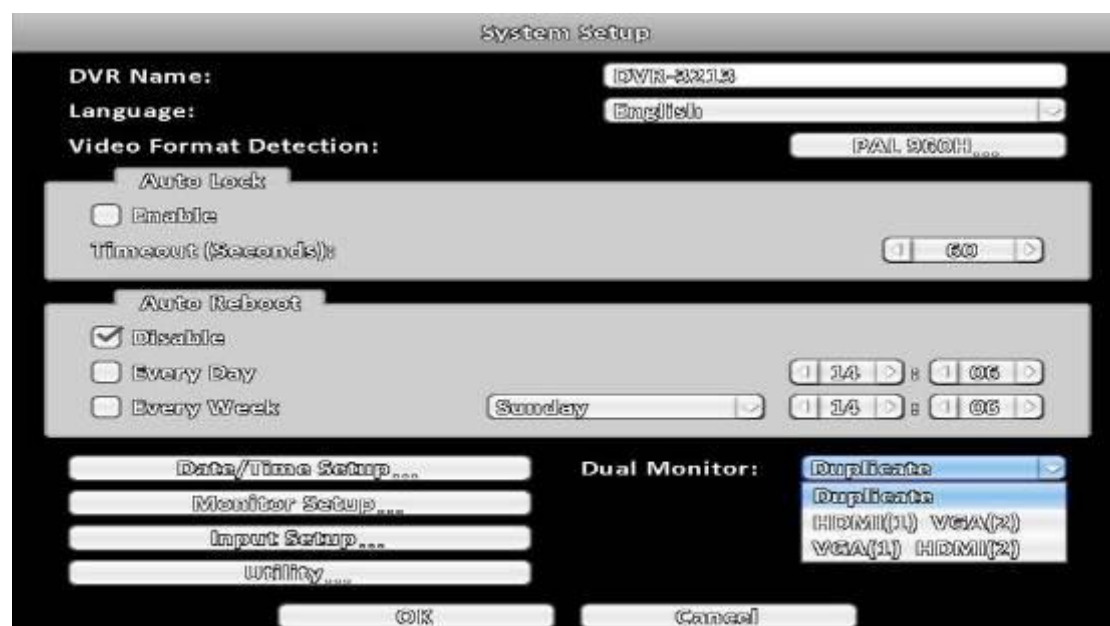 System Setup
DVR Name: DVR-3213
Language: English
Video Format Detection: PAL 960H...
Auto Lock
Enable
Timeout (Seconds): 60
Auto Reboot
Disable
Every Day 14 : 06
Every Week Sunday 14 : 06
Date/Time Setup... Dual Monitor: Duplicate
Monitor Setup... Duplicate
Input Setup... HDMI(1) VGA(2)
VGA(1) HDMI(2)
Utility...
OK Cancel